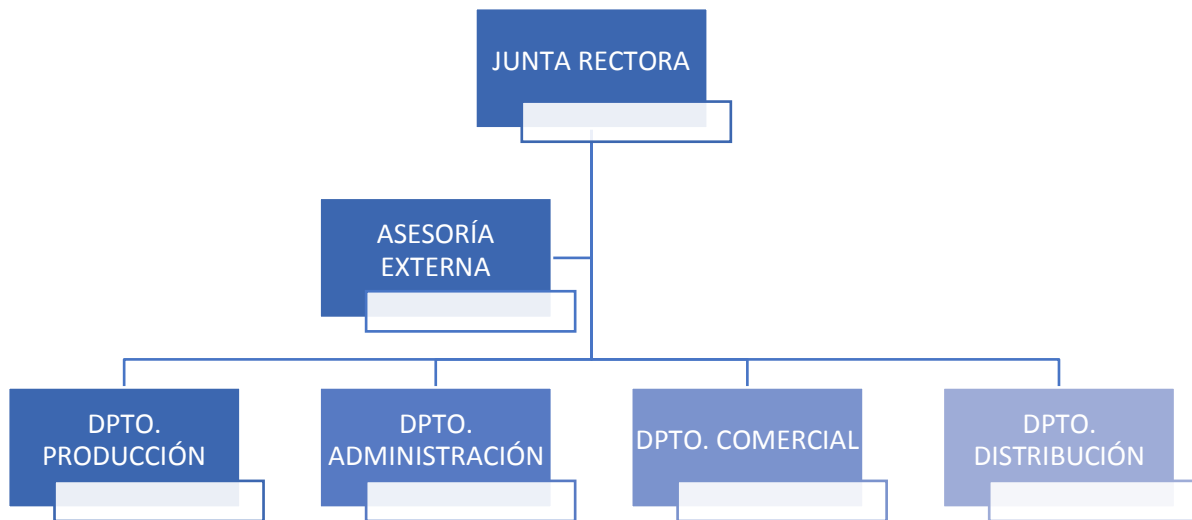 JUNTA RECTORA
ASESORÍA
EXTERNA
DPTO.
PRODUCCIÓN
DPTO.
ADMINISTRACIÓN
DPTO. COMERCIAL
DPTO.
DISTRIBUCIÓN